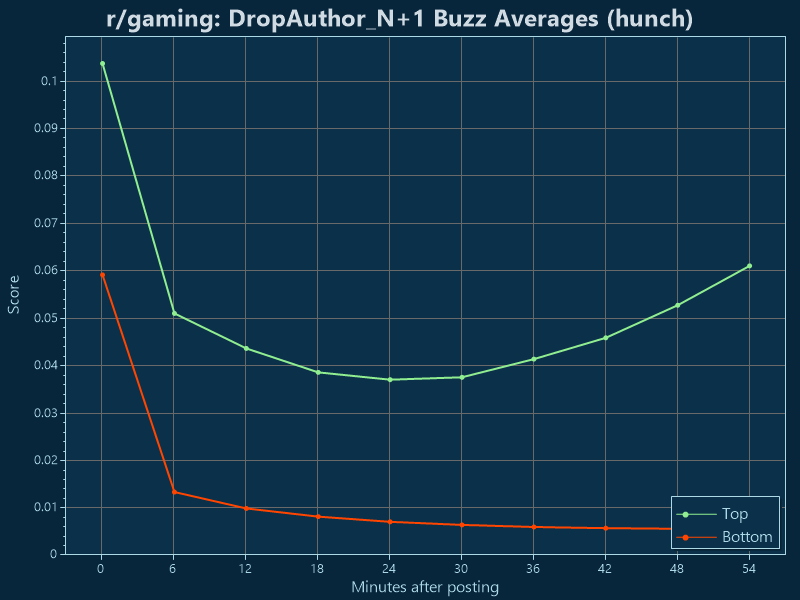 r/gaming: DropAuthor_N+1 Buzz Averages (hunch)
0.1
0.09
0.08
0.07
0.06
0.05
0.04
0.03
0.02
0.01
0
Score
0 6 12 18 24 30 36 42 48 54
Minutes after posting
Top
Bottom